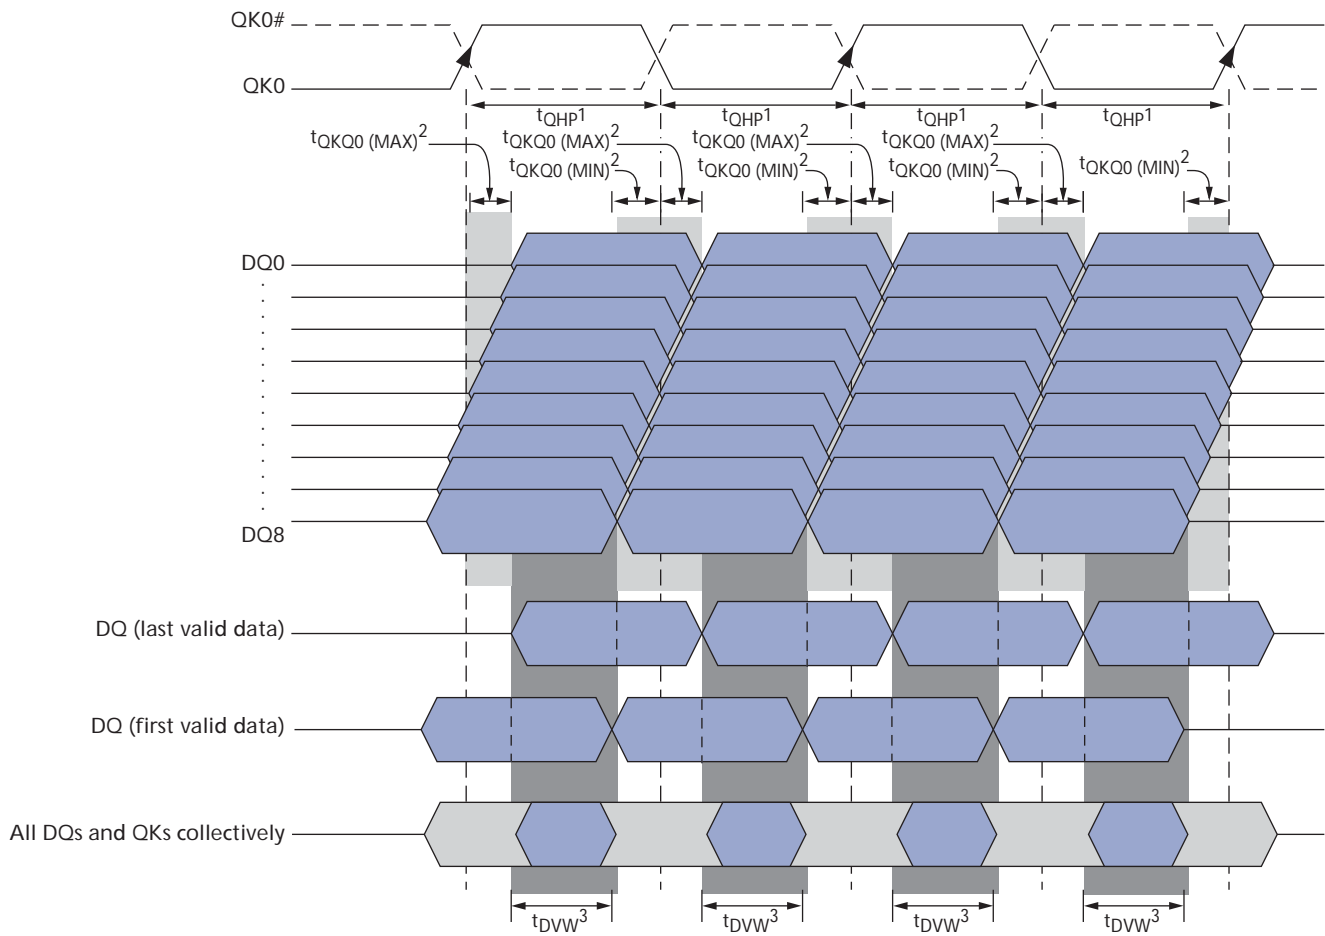 QK0#
QK0
tQHP1 tQHP1 tQHP1 tQHP1
tQKQ0 (MAX)2 tQKQ0 (MAX)2 tQKQ0 (MAX)2 tQKQ0 (MAX)2
tQKQ0 (MIN)2 tQKQ0 (MIN)2 tQKQ0 (MIN)2 tQKQ0 (MIN)2
DQ0
DQ8
DQ (last valid data)
DQ (first valid data)
All DQs and QKs collectively
tDVW3 tDVW3 tDVW3 tDVW3